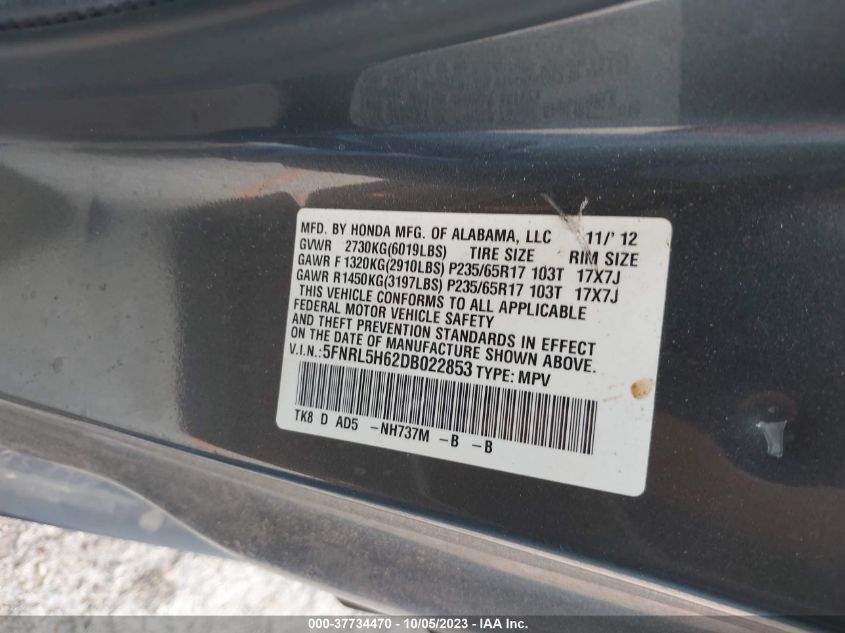 MFD. BY HONDA MFG. OF ALABAMA, LLC 11/' 12
GVWR 2730KG(6019LBS) TIRE SIZE RIM SIZE
GAWR F 1320KG(2910LBS) P235/65R17 103T 17X7J
GAWR R1450KG(3197LBS) P235/65R17 103T 17X7J
THIS VEHICLE CONFORMS TO ALL APPLICABLE
FEDERAL MOTOR VEHICLE SAFETY
AND THEFT PREVENTION STANDARDS IN EFFECT
ON THE DATE OF MANUFACTURE SHOWN ABOVE.
V.I.N.:5FNRL5H62DB022853 TYPE: MPV
TK8 D AD5 -NH737M -B -B
000-37734470 - 10/05/2023 - IAA Inc.